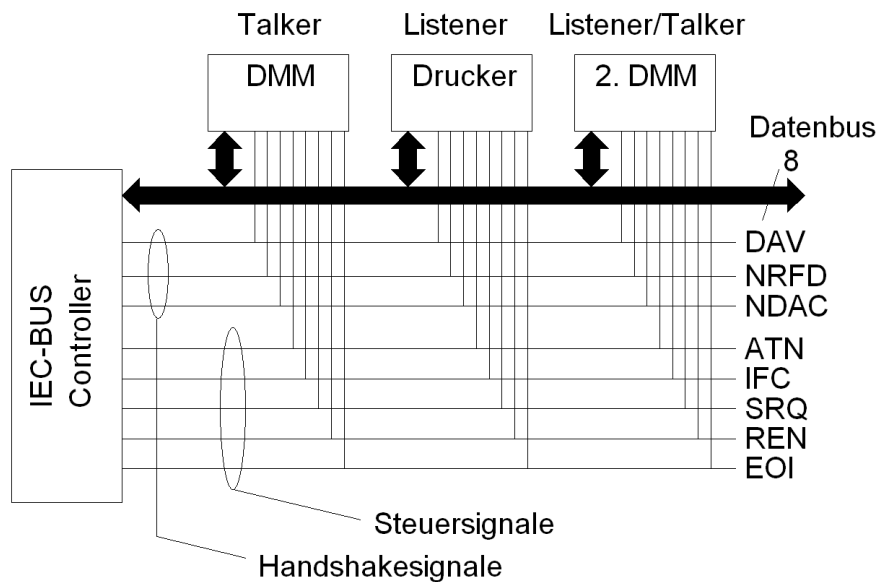 Talker
Listener
Listener/Talker
DMM
Drucker
2. DMM
Datenbus
8
IEC-BUS
Controller
DAV
NRFD
NDAC
ATN
IFC
SRQ
REN
EOI
Steuersignale
Handshakesignale